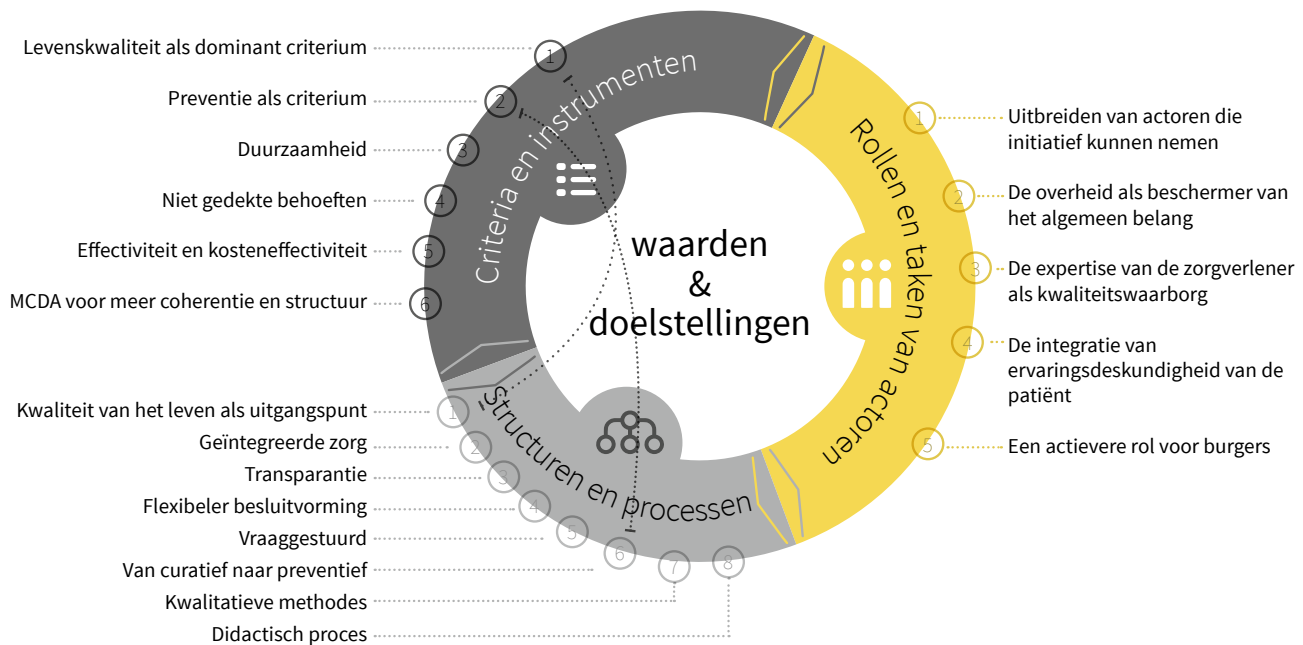 Criteria en instrumenten
1
Levenskwaliteit als dominant criterium
2
Preventie als criterium
3
Duurzaamheid
4
Niet gedekte behoeften
5
Effectiviteit en kosteneffectiviteit
6
MCDA voor meer coherentie en structuur
waarden
&
doelstellingen
Rollen en taken van actoren
1
Uitbreiden van actoren die
initiatief kunnen nemen
2
De overheid als beschermer van
het algemeen belang
3
De expertise van de zorgverlener
als kwaliteitswaarborg
4
De integratie van
ervaringsdeskundigheid van de
patiënt
5
Een actievere rol voor burgers
Structuren en processen
1
Kwaliteit van het leven als uitgangspunt
2
Geïntegreerde zorg
3
Transparantie
4
Flexibeler besluitvorming
5
Vraaggestuurd
6
Van curatief naar preventief
7
Kwalitatieve methodes
8
Didactisch proces